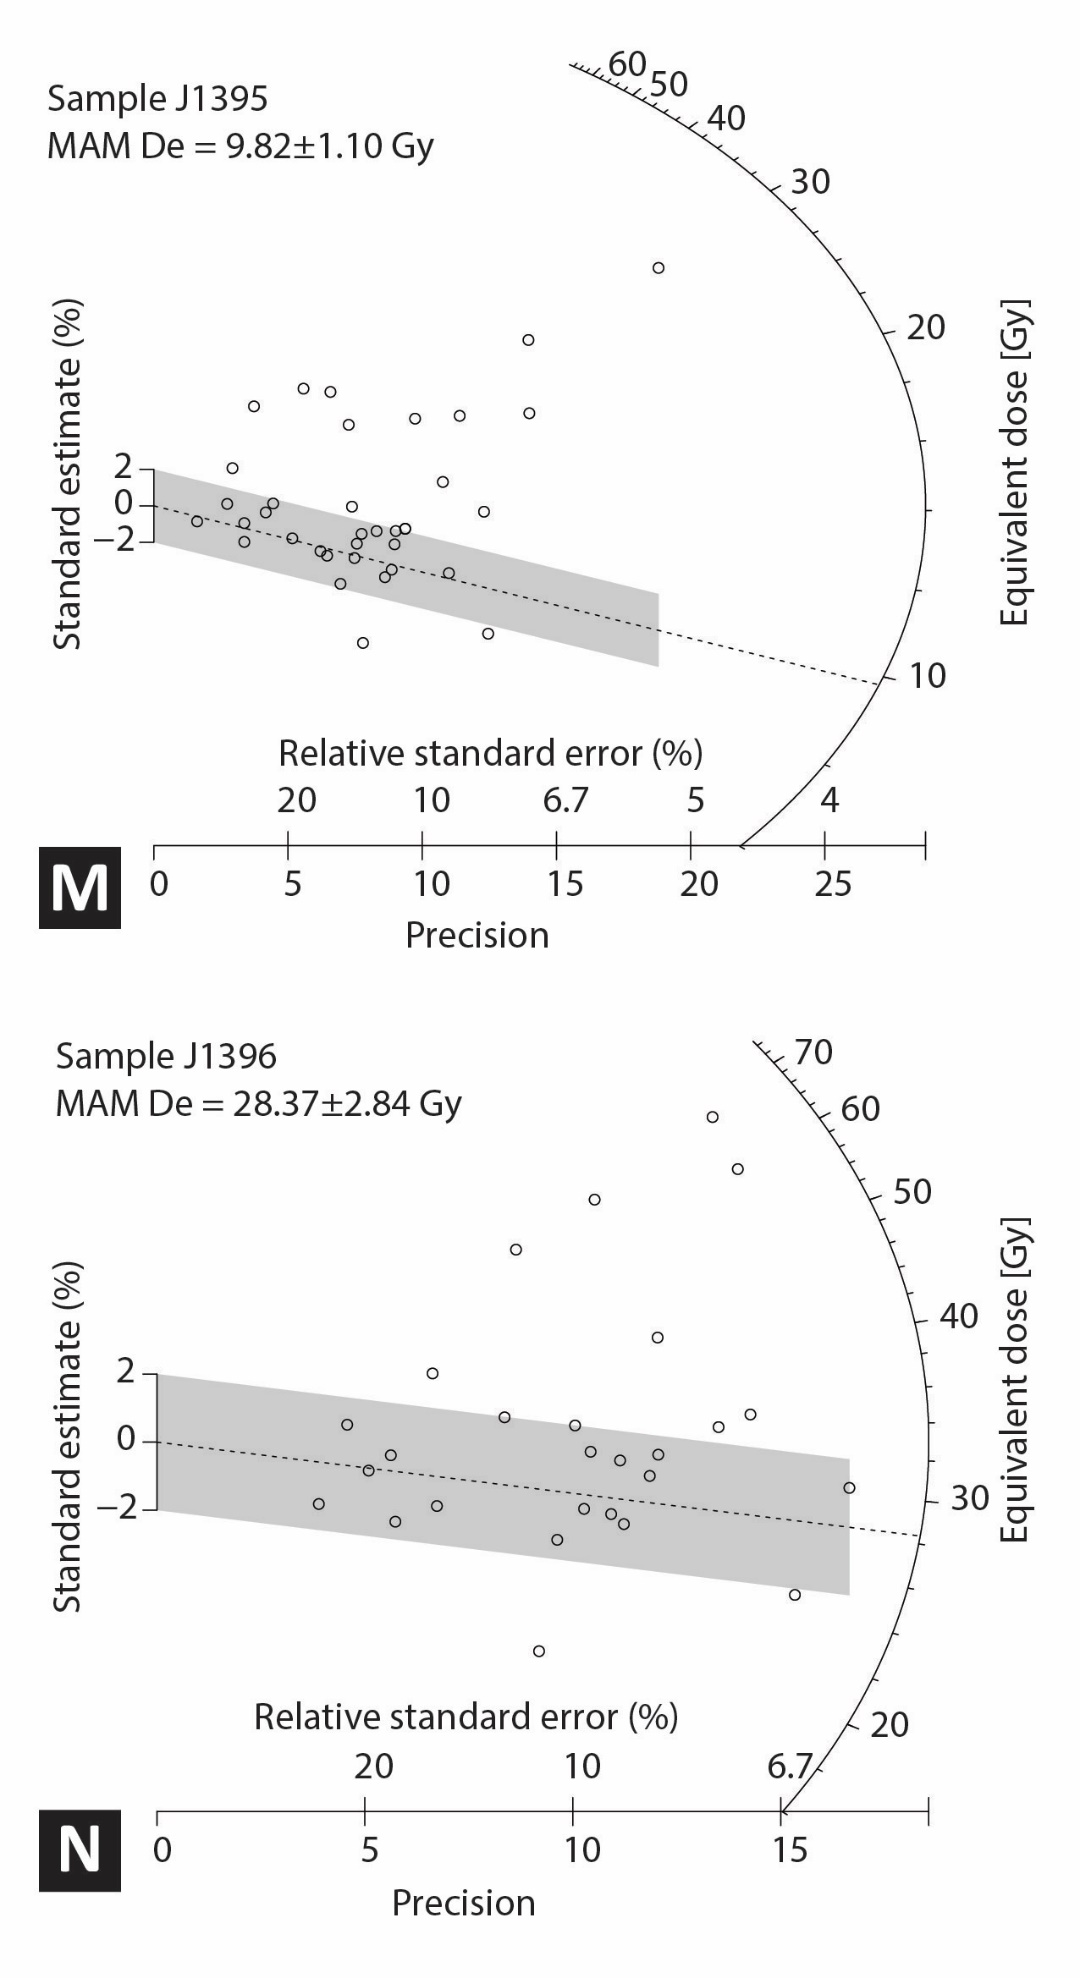 Sample J1395
MAM De = 9.82±1.10 Gy
60
50
40
30
20
10
Equivalent dose [Gy]
Standard estimate (%)
2
0
−2
Relative standard error (%)
20 10 6.7 5 4
0 5 10 15 20 25
Precision
M
Sample J1396
MAM De = 28.37±2.84 Gy
70
60
50
40
30
20
Equivalent dose [Gy]
Standard estimate (%)
2
0
−2
Relative standard error (%)
20 10 6.7
0 5 10 15
Precision
N